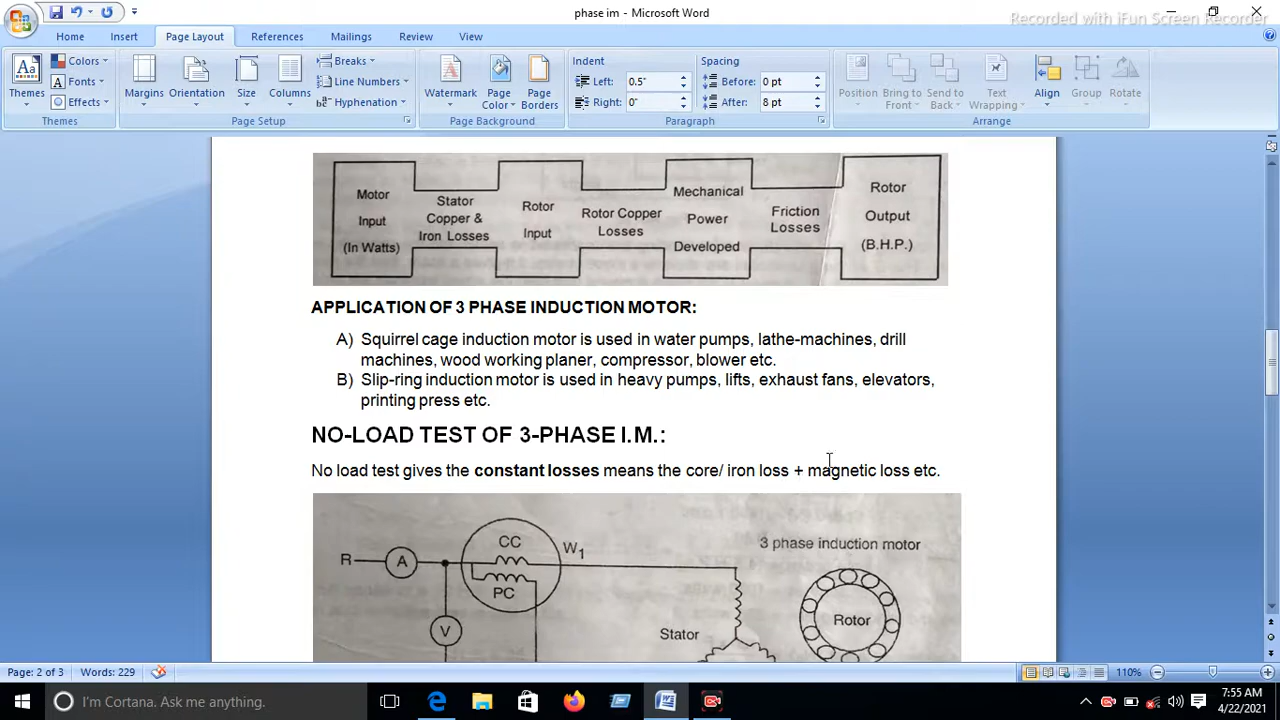 phase im - Microsoft Word
Recorded with iFun Screen Recorder
Home Insert Page Layout References Mailings Review View
Themes Colors Fonts Effects Themes
Margins Orientation Size Columns Breaks Line Numbers Hyphenation Page Setup
Watermark Page Color Page Borders Page Background
Indent Left: 0.5" Right: 0" Spacing Before: 0 pt After: 8 pt Paragraph
Position Bring to Front Send to Back Text Wrapping Align Group Rotate Arrange
Motor Input (In Watts)
Stator Copper & Iron Losses
Rotor Input
Rotor Copper Losses
Mechanical Power Developed
Friction Losses
Rotor Output (B.H.P.)
APPLICATION OF 3 PHASE INDUCTION MOTOR:
A) Squirrel cage induction motor is used in water pumps, lathe-machines, drill
machines, wood working planer, compressor, blower etc.
B) Slip-ring induction motor is used in heavy pumps, lifts, exhaust fans, elevators,
printing press etc.
NO-LOAD TEST OF 3-PHASE I.M.:
No load test gives the constant losses means the core/ iron loss + magnetic loss etc.
R A CC PC W1 V
3 phase induction motor
Stator
Rotor
Page: 2 of 3 Words: 229 110%
I'm Cortana. Ask me anything.
7:55 AM
4/22/2021